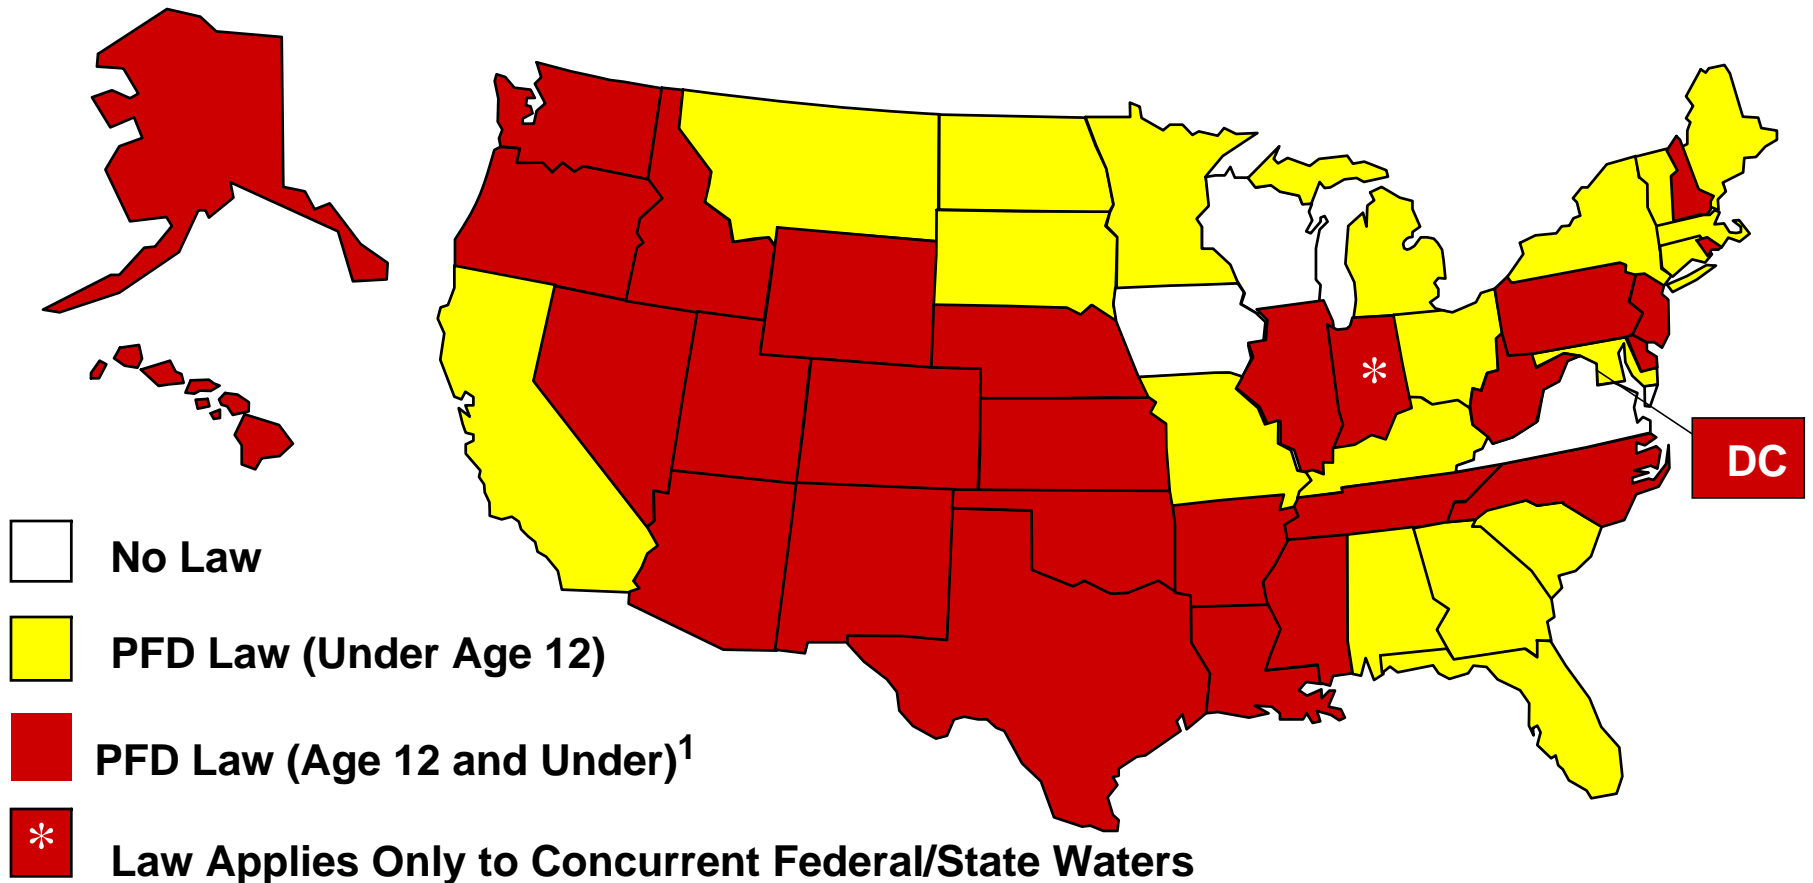 *
DC
No Law
PFD Law (Under Age 12)
PFD Law (Age 12 and Under)1
* Law Applies Only to Concurrent Federal/State Waters